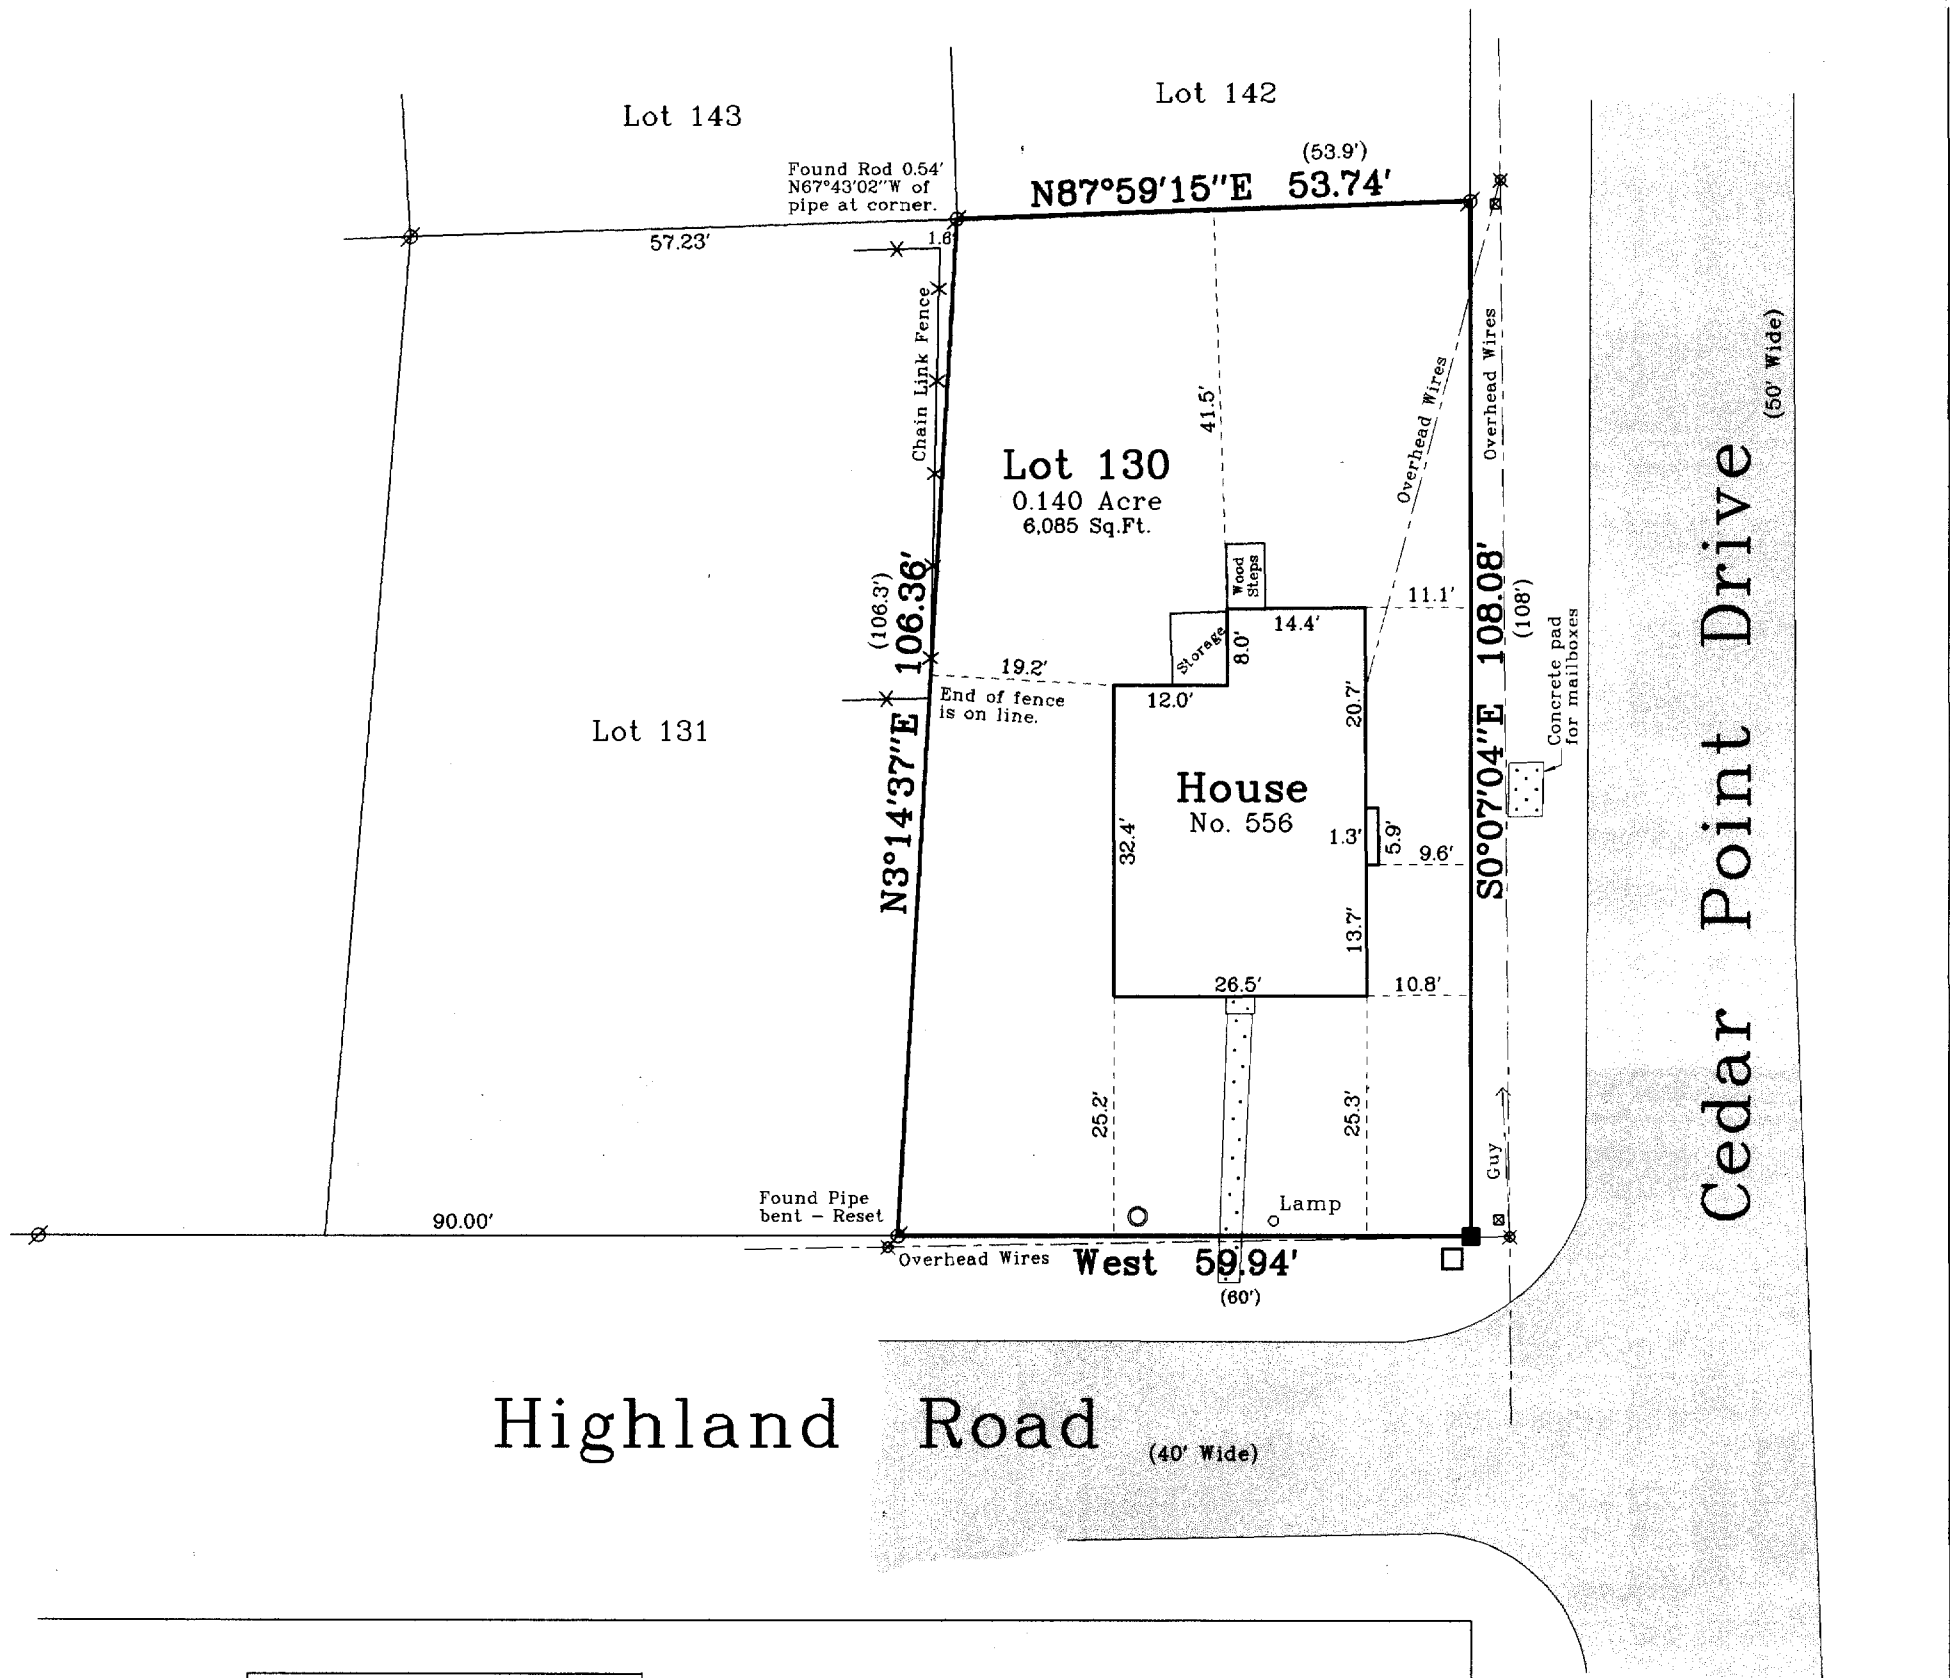 Lot 143
Lot 142
(53.9')
Found Rod 0.54'
N67°43'02"W of
pipe at corner.
N87°59'15"E 53.74'
57.23'
1.6'
Chain Link Fence
41.5'
Overhead Wires
Overhead Wires
(50' Wide)
Lot 130
0.140 Acre
6,085 Sq.Ft.
Wood
Steps
11.1'
14.4'
Storage
8.0'
(106.3')
N3°14'37"E 106.36'
19.2'
12.0'
End of fence
is on line.
20.7'
S0°07'04"E 108.08'
(108')
Concrete pad
for mailboxes
Lot 131
House
No. 556
32.4'
1.3'
5.9'
9.6'
13.7'
26.5'
10.8'
Cedar Point Drive
25.2'
25.3'
Guy
Found Pipe
bent - Reset
Lamp
90.00'
Overhead Wires
West 59.94'
(60')
Highland Road
(40' Wide)